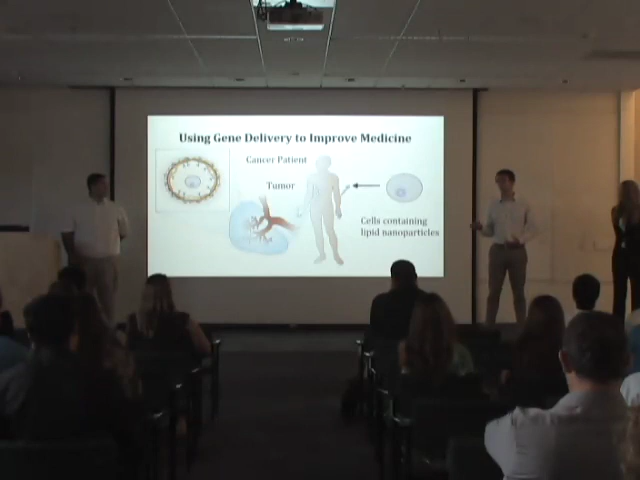 Using Gene Delivery to Improve Medicine
Cancer Patient
Tumor
Cells containing
lipid nanoparticles